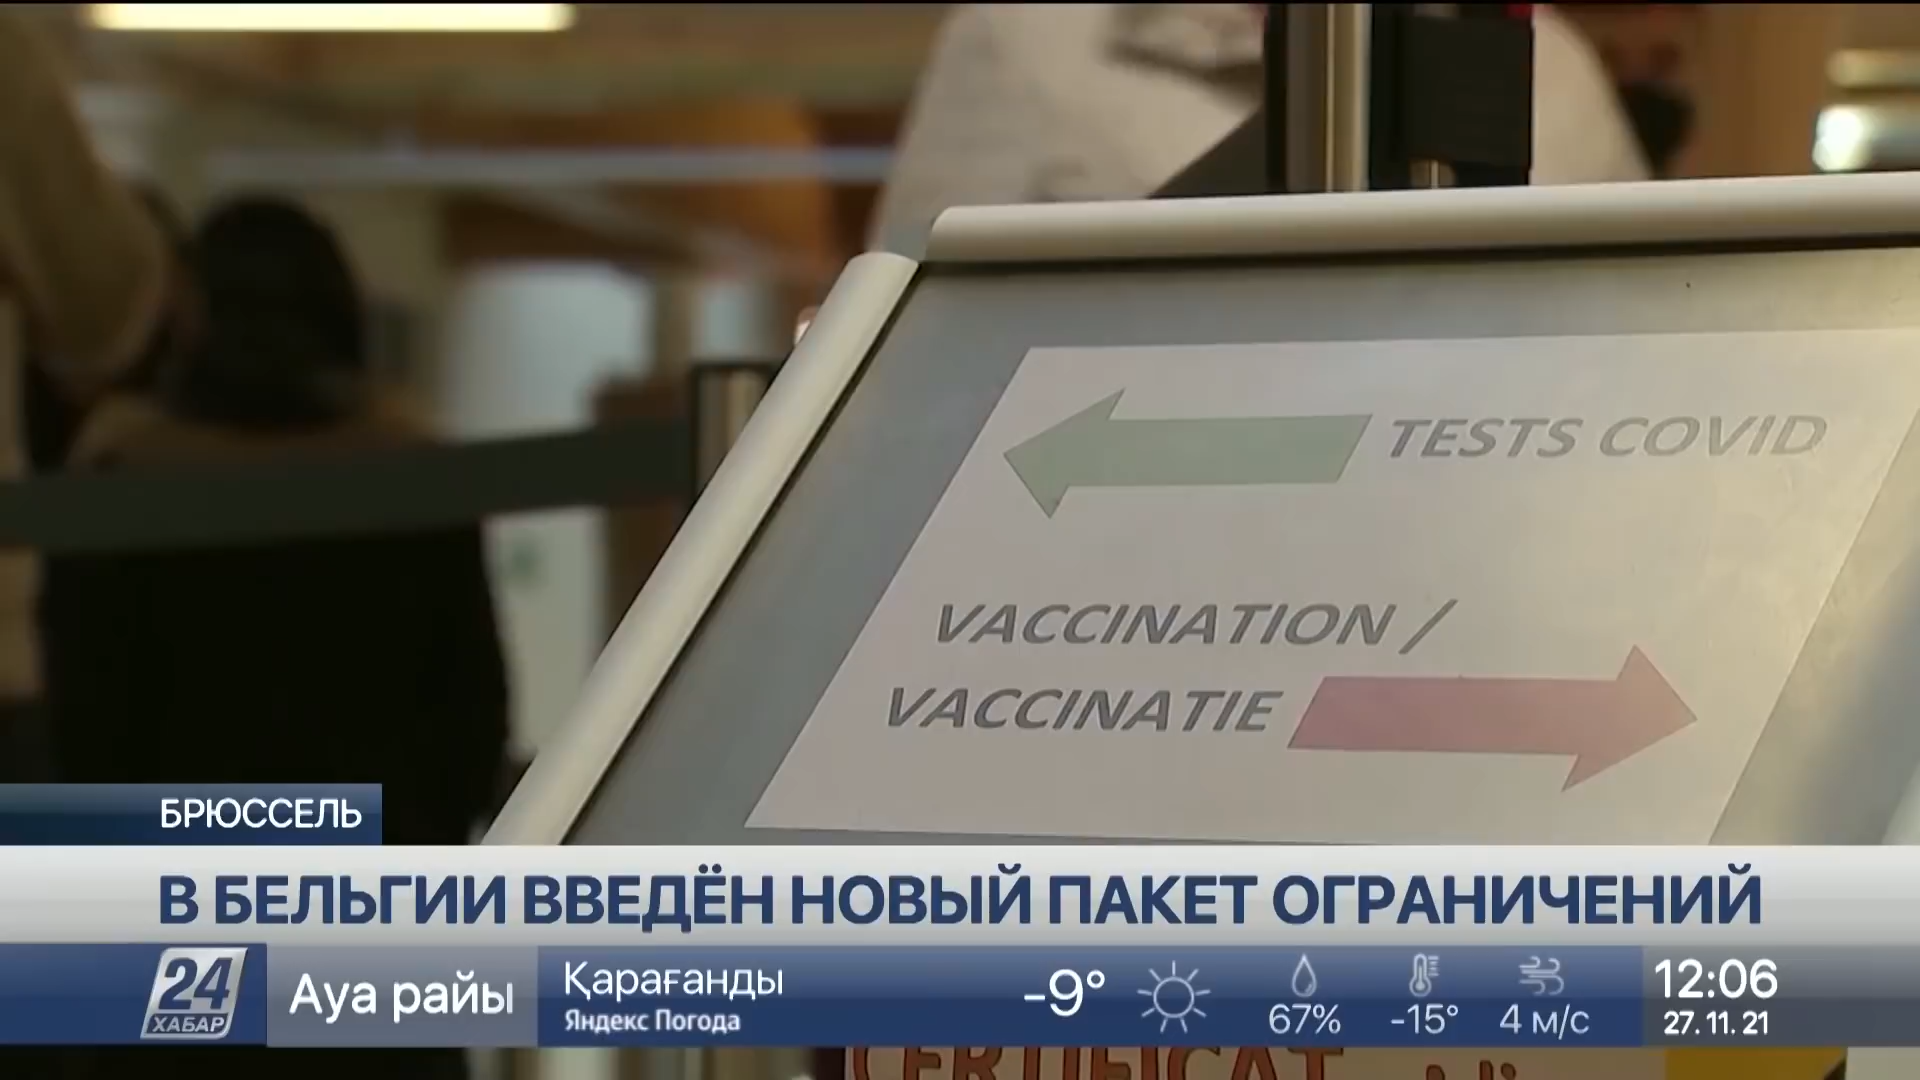 TESTS COVID
VACCINATION /
VACCINATIE
БРЮССЕЛЬ
В БЕЛЬГИИ ВВЕДЁН НОВЫЙ ПАКЕТ ОГРАНИЧЕНИЙ
24 ХАБАР
Ауа райы
Қарағанды
Яндекс Погода
-9°
67%
-15°
4 м/с
12:06
27.11.21
CERTIFICAT